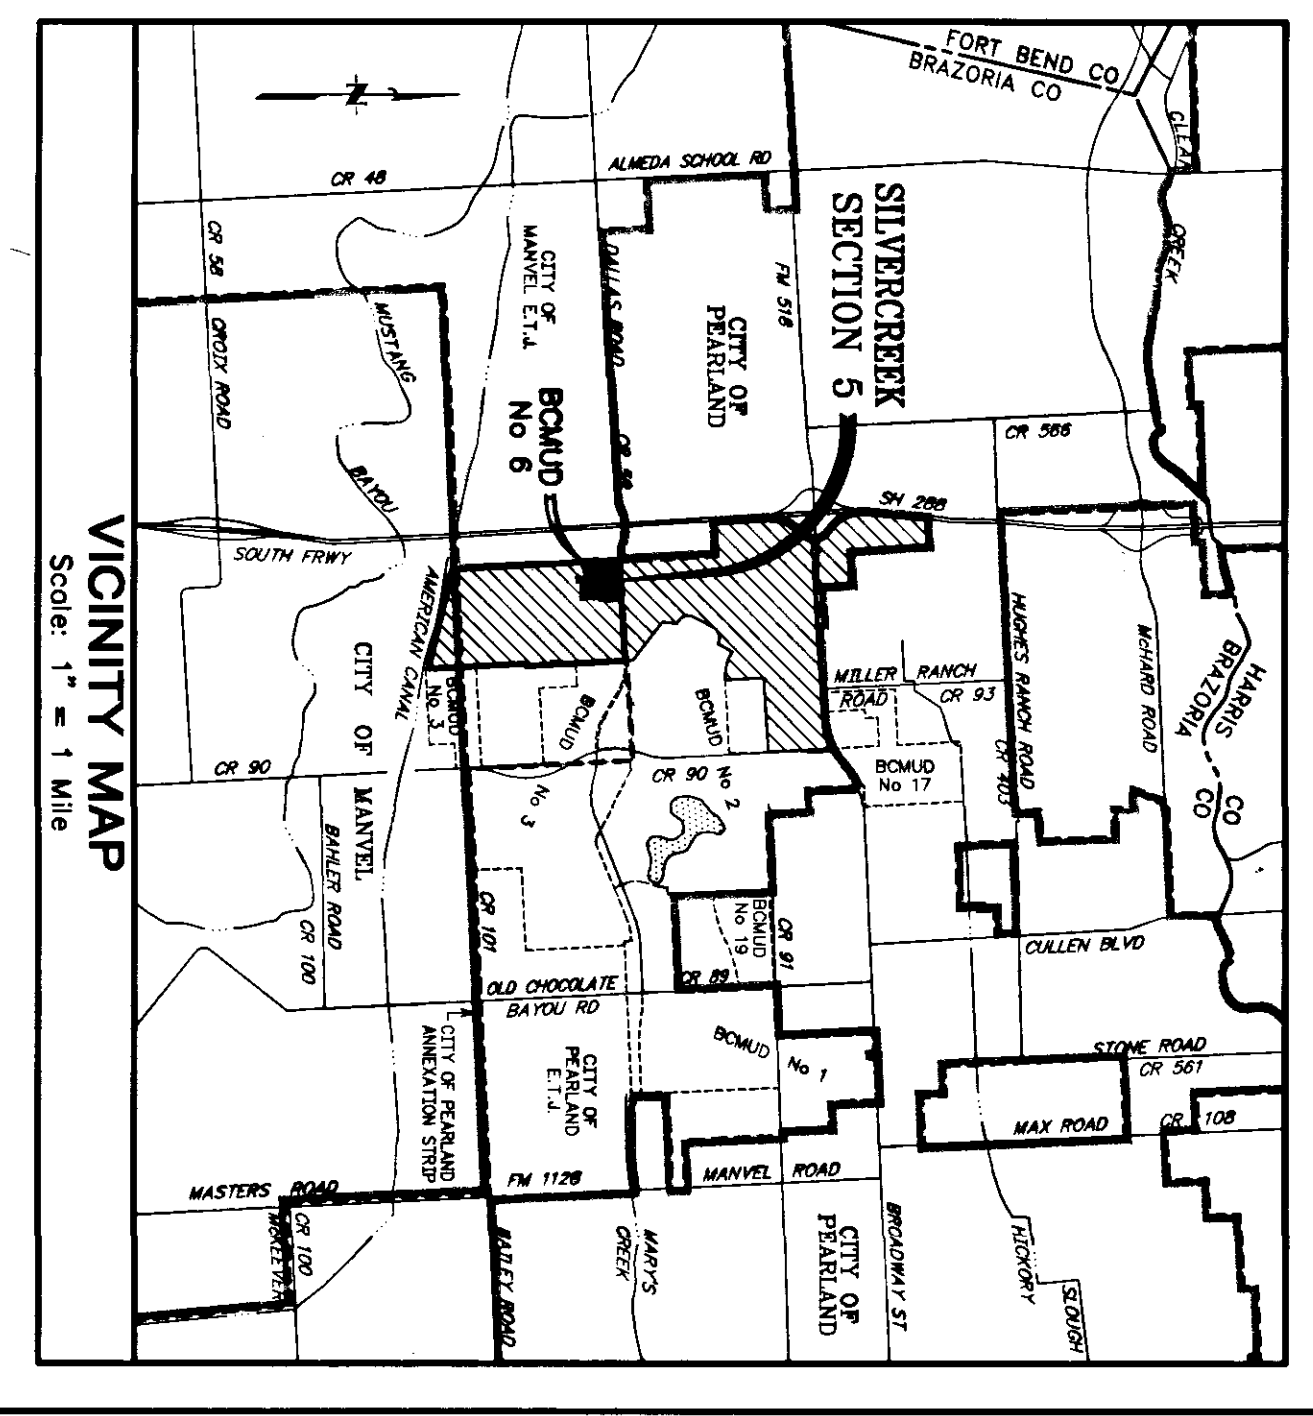 FORT BEND CO
BRAZORIA CO
CLEAR
CREEK
ALMEDA SCHOOL RD
CR 48
CR 58
CROIX ROAD
CITY OF
MANVEL E.T.J.
DALLAS ROAD
CR 59
FM 518
CITY OF
PEARLAND
SILVERCREEK
SECTION 5
BCMUD
No 6
MUSTANG
BAYOU
CR 566
SH 288
SOUTH FRWY
AMERICAN CANAL
CITY OF MANVEL
BCMUD
No 3
BCMUD
No 3
BCMUD
No 2
MILLER RANCH
ROAD
CR 93
HUGHES RANCH ROAD
CR 403
McHARD ROAD
HARRIS CO
BRAZORIA CO
CR 90
CR 90
BCMUD
No 17
BAHLER ROAD
CR 100
CR 101
BCMUD
No 19
CR 91
CR 89
CULLEN BLVD
OLD CHOCOLATE
BAYOU RD
CITY OF PEARLAND
ANNEXATION STRIP
CITY OF
PEARLAND
E.T.J.
BCMUD No 1
STONE ROAD
CR 561
MAX ROAD
CR 108
MASTERS ROAD
FM 1128
MANVEL ROAD
McKEEVER
CR 100
BAILEY ROAD
MARY'S
CREEK
CITY OF
PEARLAND
BROADWAY ST
HICKORY
SLOUGH
VICINITY MAP
Scale: 1" = 1 Mile
N